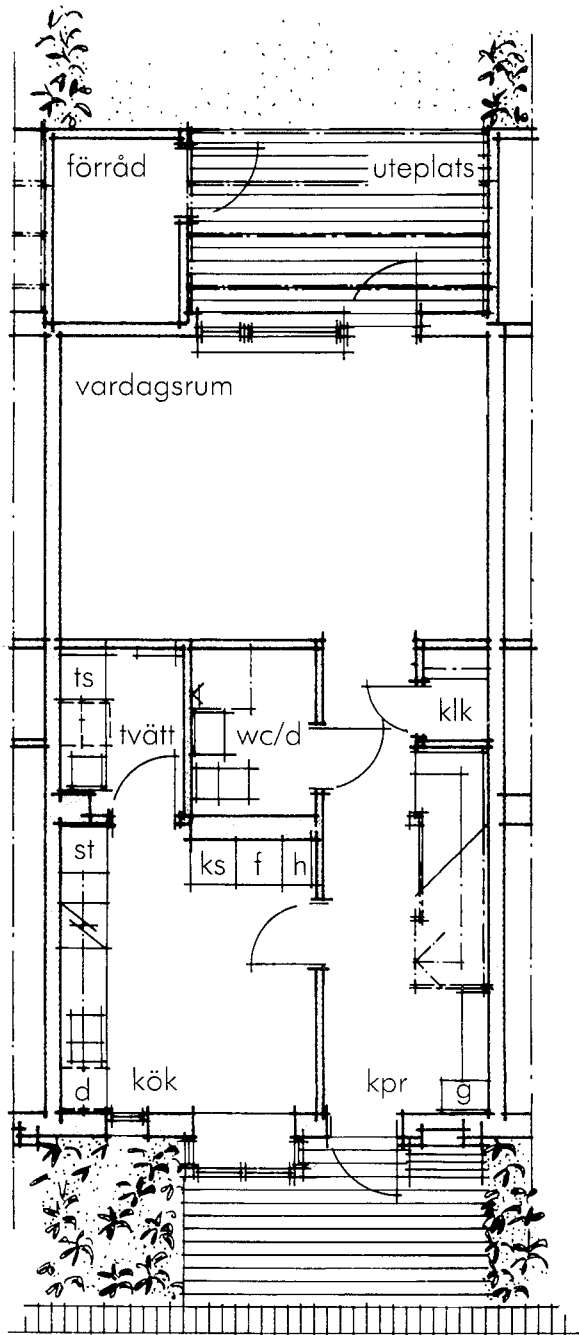 förråd
uteplats
vardagsrum
ts
tvätt
wc/d
klk
st
ks
f
h
kök
kpr
d
g